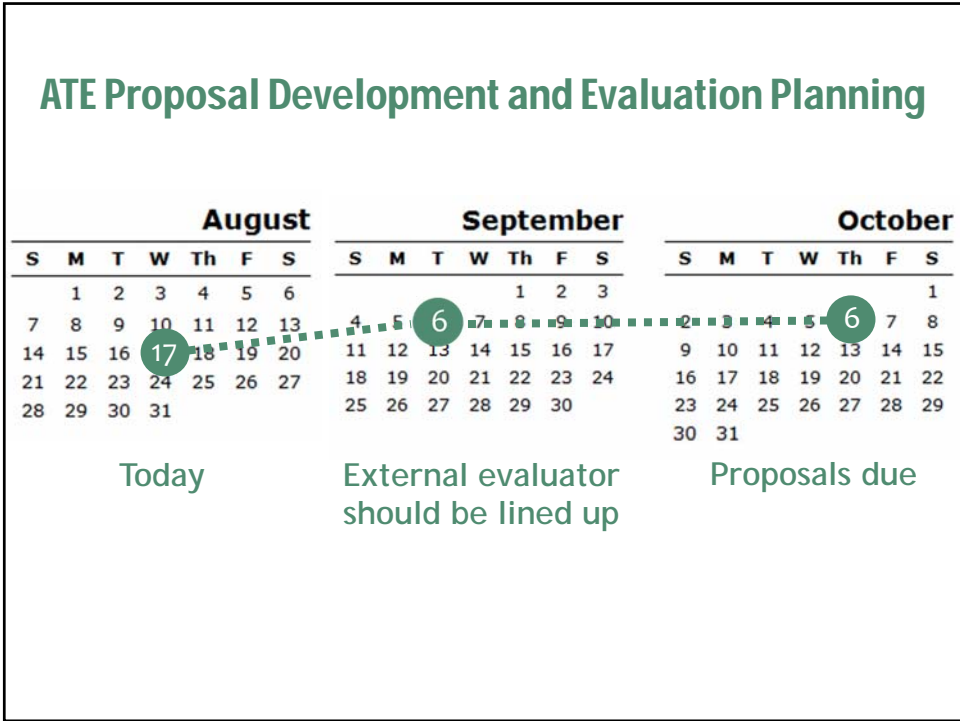 ATE Proposal Development and Evaluation Planning
August
S M T W Th F S
1 2 3 4 5 6
7 8 9 10 11 12 13
14 15 16 17 18 19 20
21 22 23 24 25 26 27
28 29 30 31
Today
September
S M T W Th F S
1 2 3
4 5 6 7 8 9 10
11 12 13 14 15 16 17
18 19 20 21 22 23 24
25 26 27 28 29 30
External evaluator
should be lined up
October
S M T W Th F S
1
2 3 4 5 6 7 8
9 10 11 12 13 14 15
16 17 18 19 20 21 22
23 24 25 26 27 28 29
30 31
Proposals due